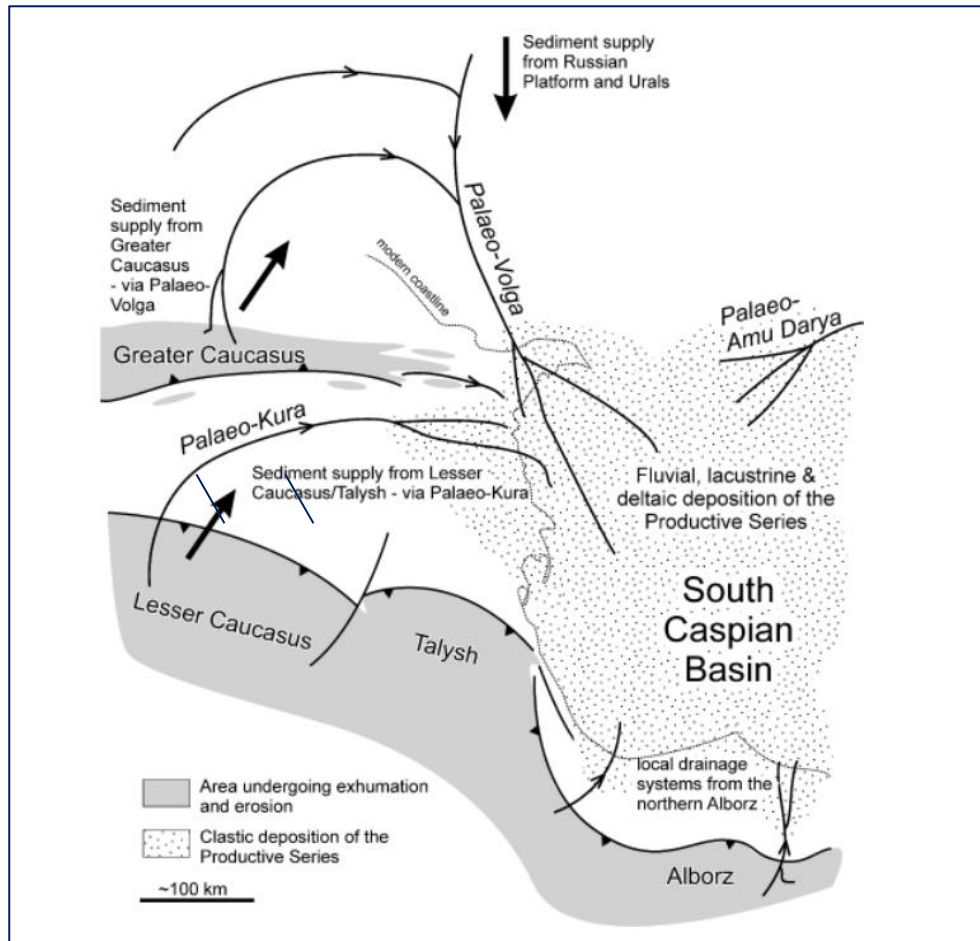 Sediment supply
from Russian
Platform and Urals
Sediment
supply from
Greater
Caucasus
- via Palaeo-
Volga
modern coastline
Palaeo-Volga
Palaeo-
Amu Darya
Greater Caucasus
Palaeo-Kura
Sediment supply from Lesser
Caucasus/Talysh - via Palaeo-Kura
Fluvial, lacustrine &
deltaic deposition of the
Productive Series
South
Caspian
Basin
Lesser Caucasus
Talysh
local drainage
systems from the
northern Alborz
Alborz
Area undergoing exhumation
and erosion
Clastic deposition of the
Productive Series
~100 km